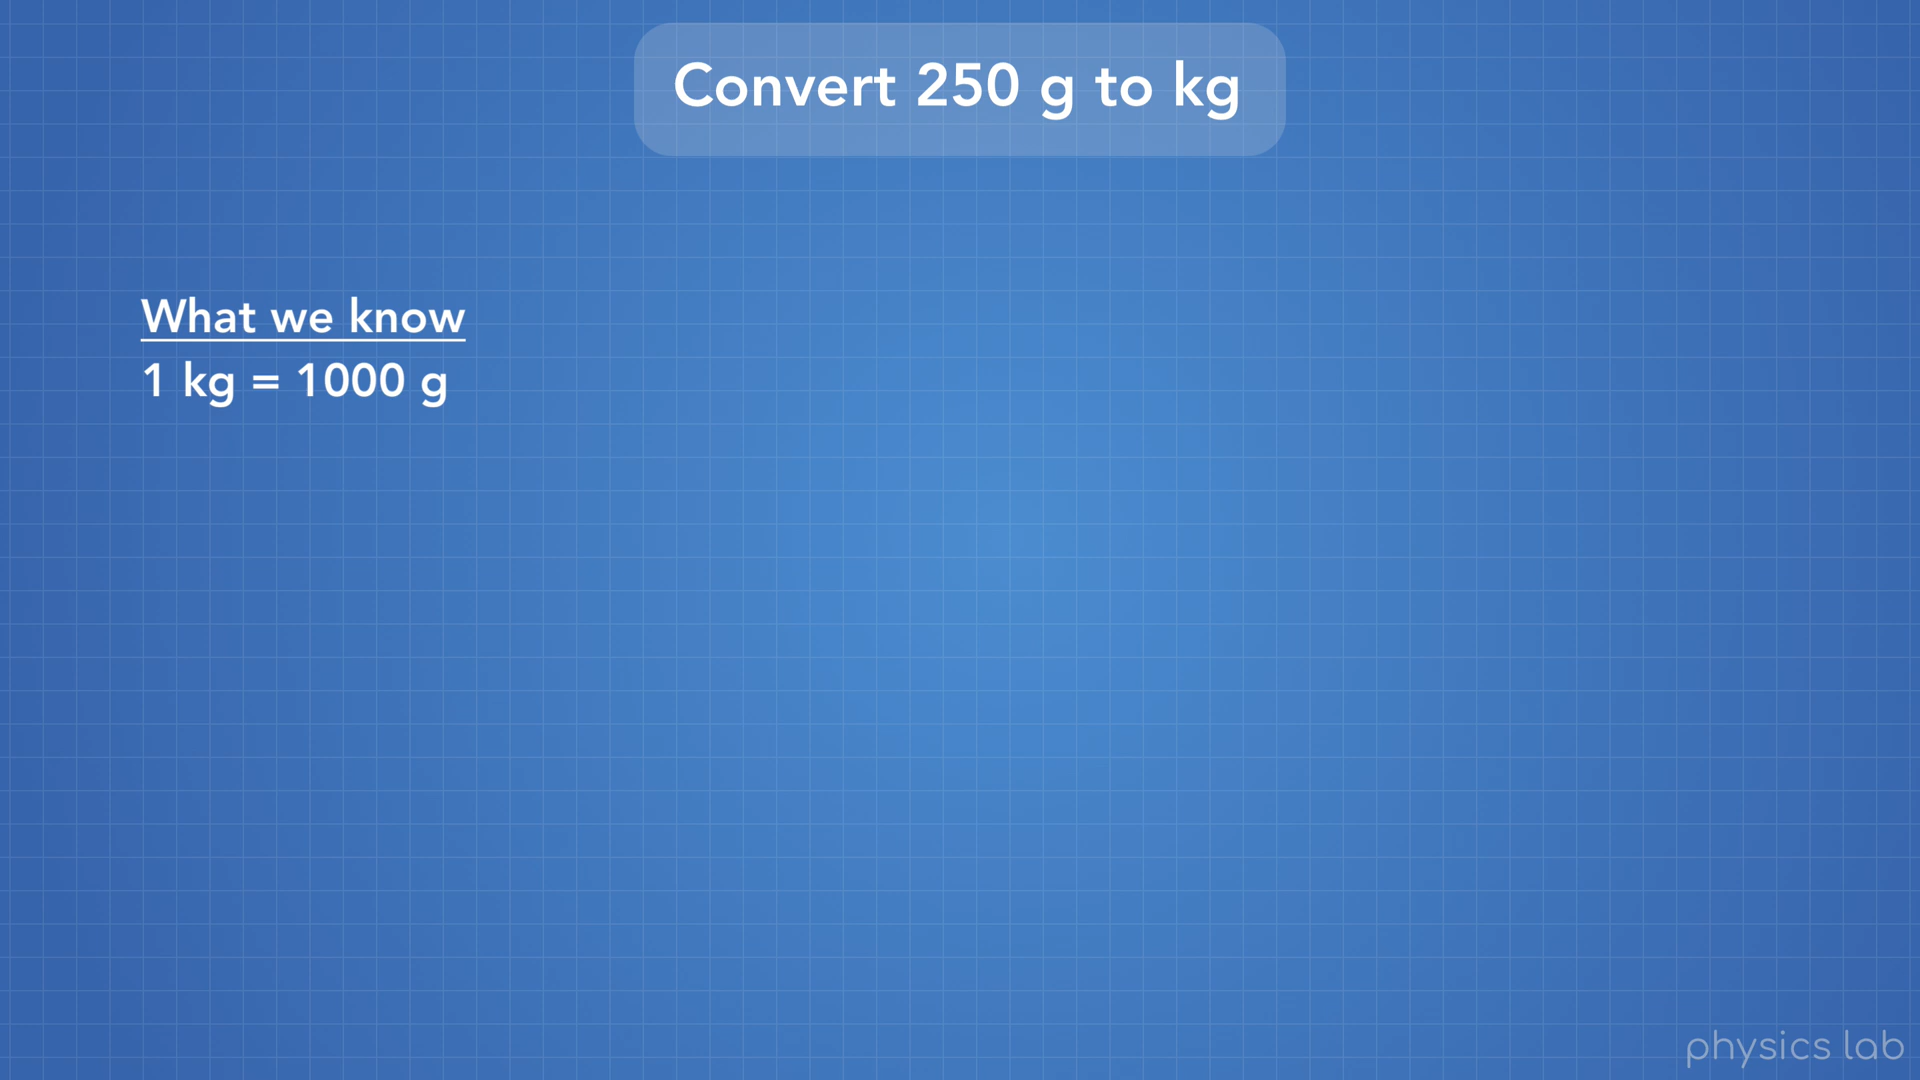 Convert 250 g to kg
What we know
1 kg = 1000 g
physics lab